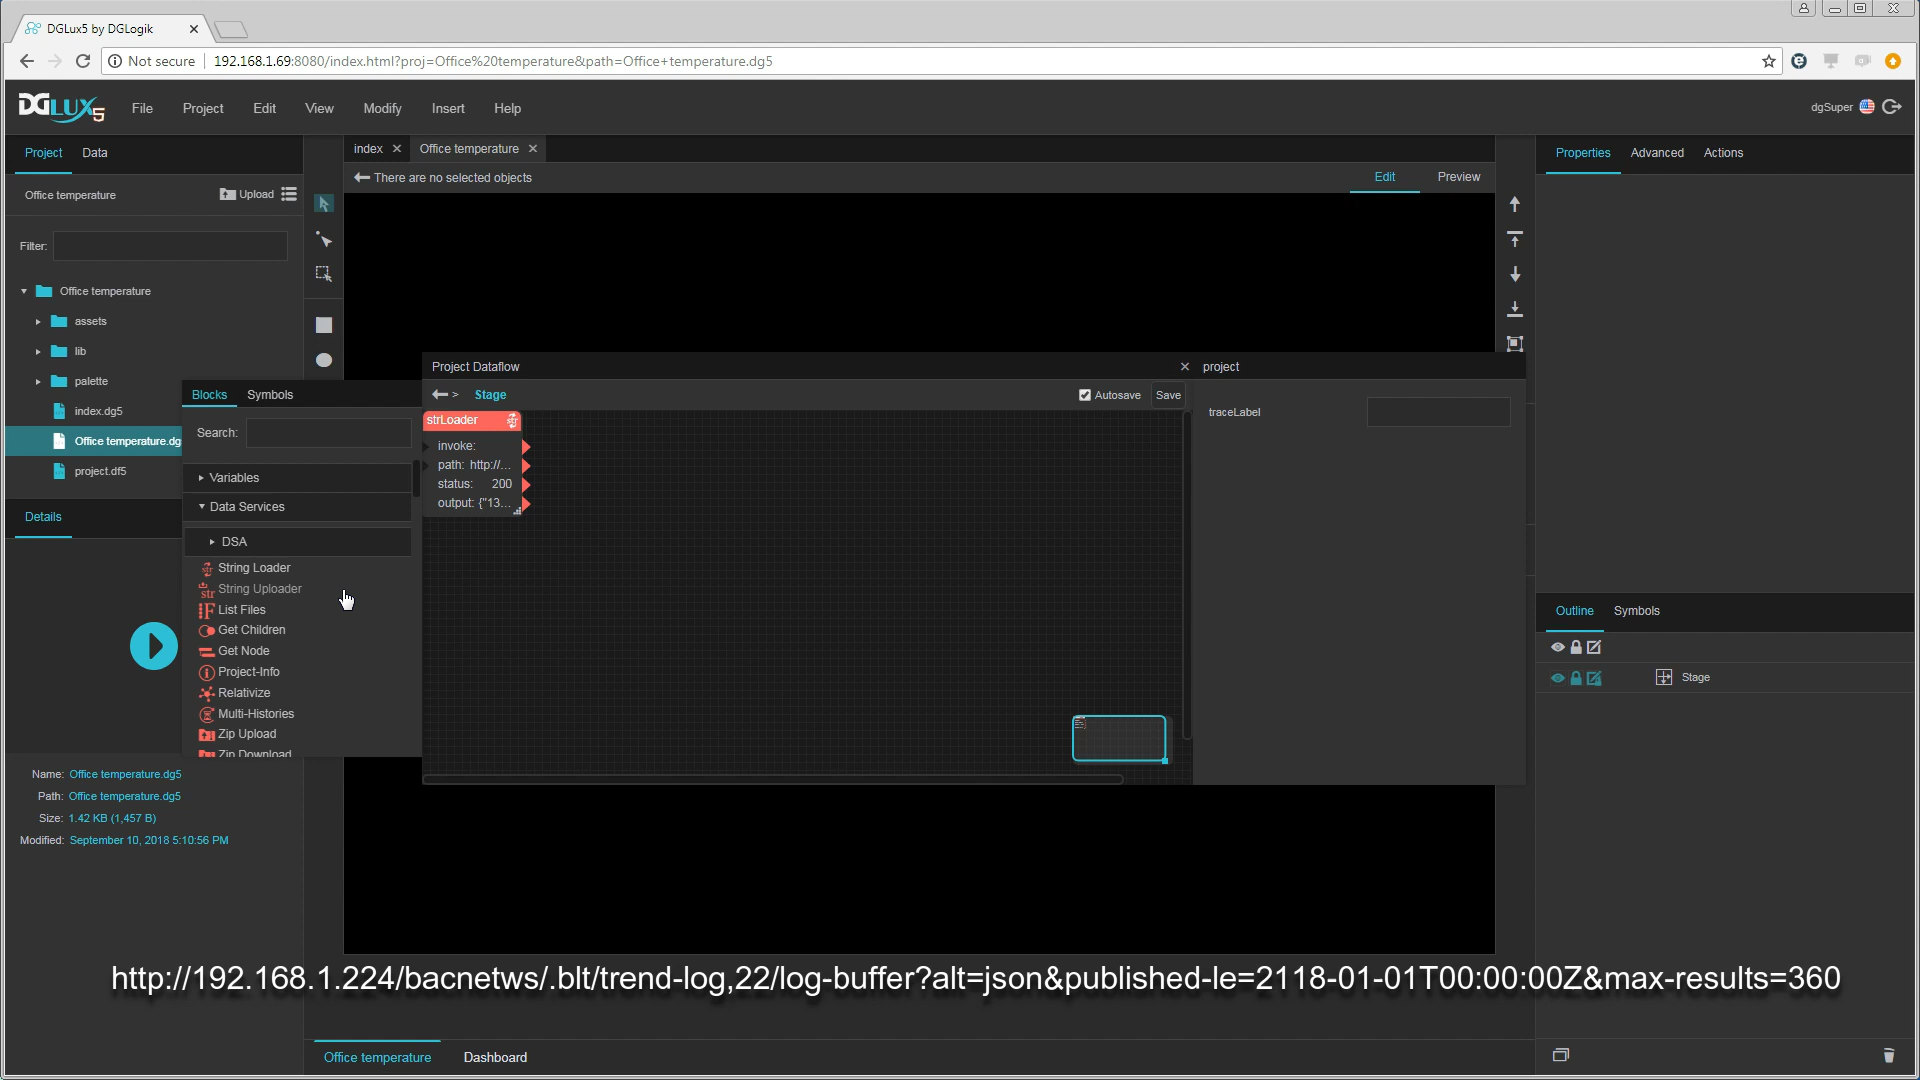 DGLux5 by DGLogik
Not secure
192.168.1.69:8080/index.html?proj=Office%20temperature&path=Office+temperature.dg5
DGLUX5
File
Project
Edit
View
Modify
Insert
Help
dgSuper
Project
Data
index
Office temperature
Properties
Advanced
Actions
There are no selected objects
Edit
Preview
Office temperature
Upload
Filter:
Office temperature
assets
lib
palette
index.dg5
Office temperature.dg
project.df5
Details
Blocks
Symbols
Search:
Variables
Data Services
DSA
String Loader
String Uploader
List Files
Get Children
Get Node
Project-Info
Relativize
Multi-Histories
Zip Upload
Zip Download
Project Dataflow
project
Stage
Autosave
Save
strLoader
str
invoke:
path: http://...
status: 200
output: {"13...
traceLabel
Outline
Symbols
Stage
Name: Office temperature.dg5
Path: Office temperature.dg5
Size: 1.42 KB (1,457 B)
Modified: September 10, 2018 5:10:56 PM
http://192.168.1.224/bacnetws/.blt/trend-log,22/log-buffer?alt=json&published-le=2118-01-01T00:00:00Z&max-results=360
Office temperature
Dashboard